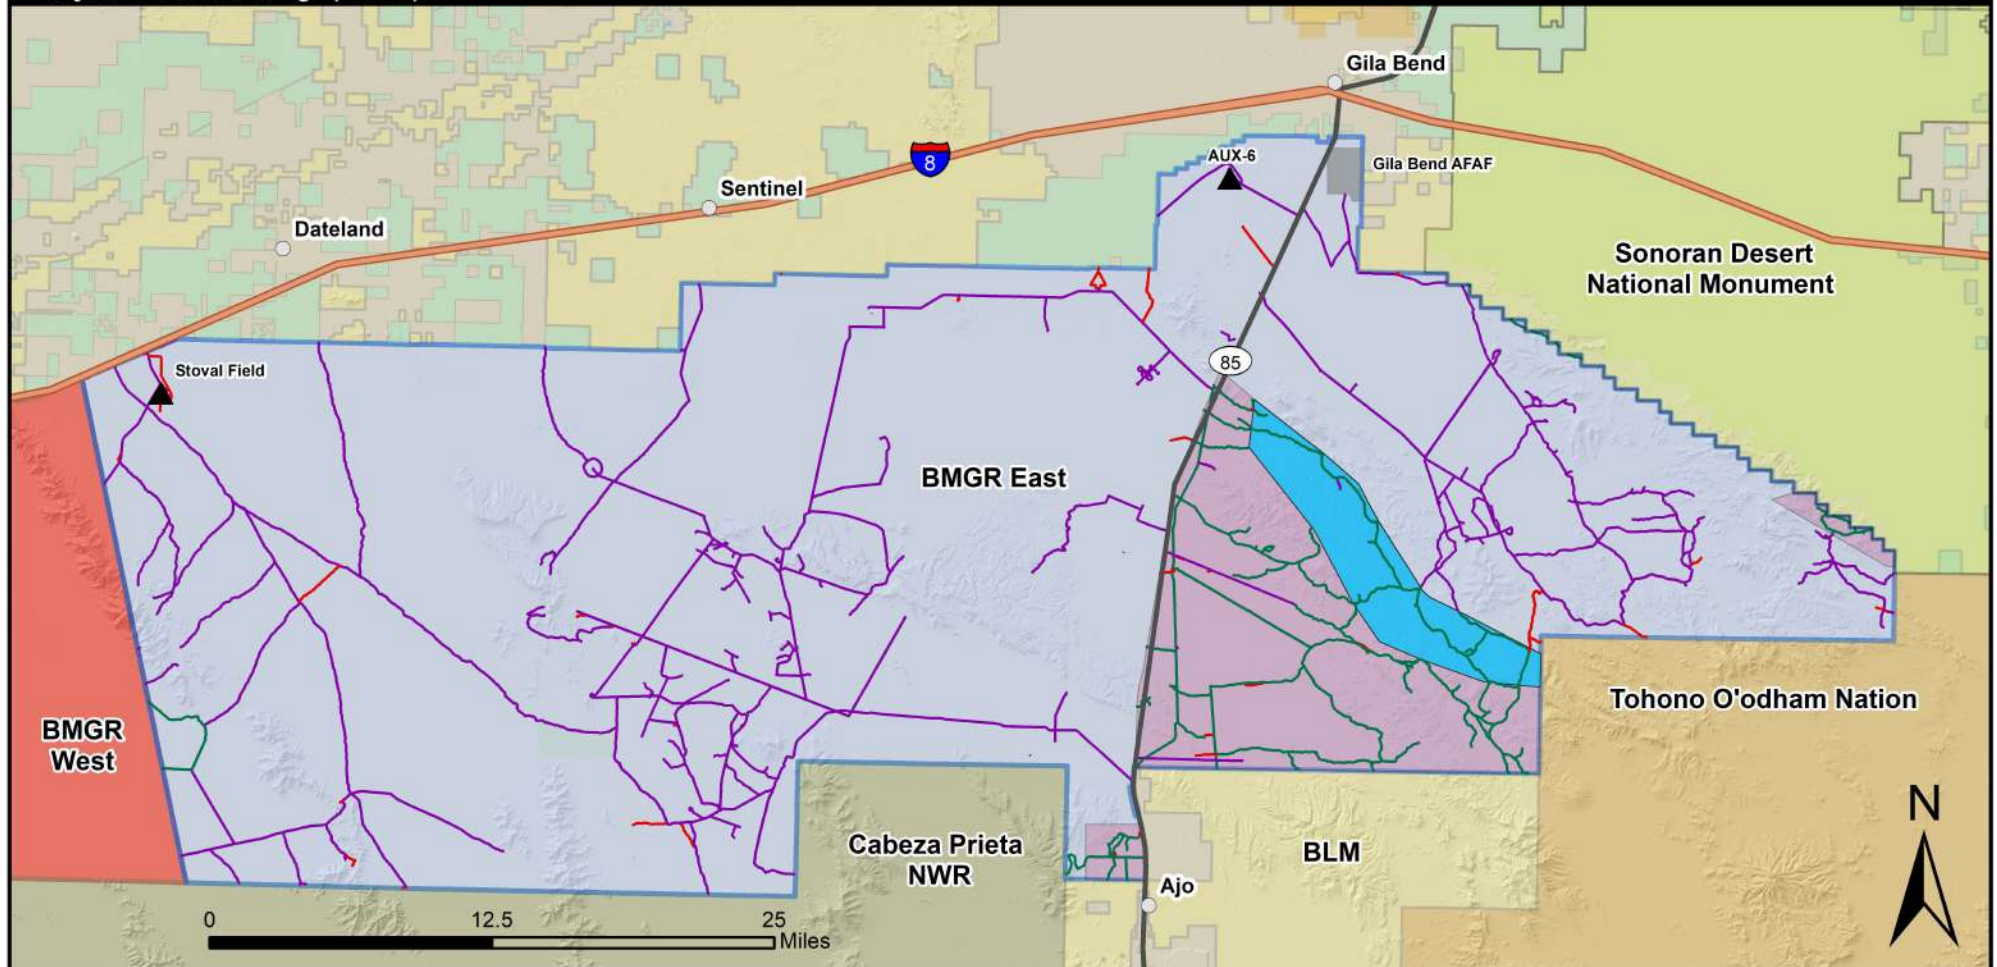 Gila Bend
8
AUX-6
Gila Bend AFAF
Sentinel
Dateland
Sonoran Desert
National Monument
85
Stoval Field
BMGR East
Tohono O'odham Nation
BMGR
West
N
Cabeza Prieta
NWR
BLM
Ajo
0 12.5 25
Miles